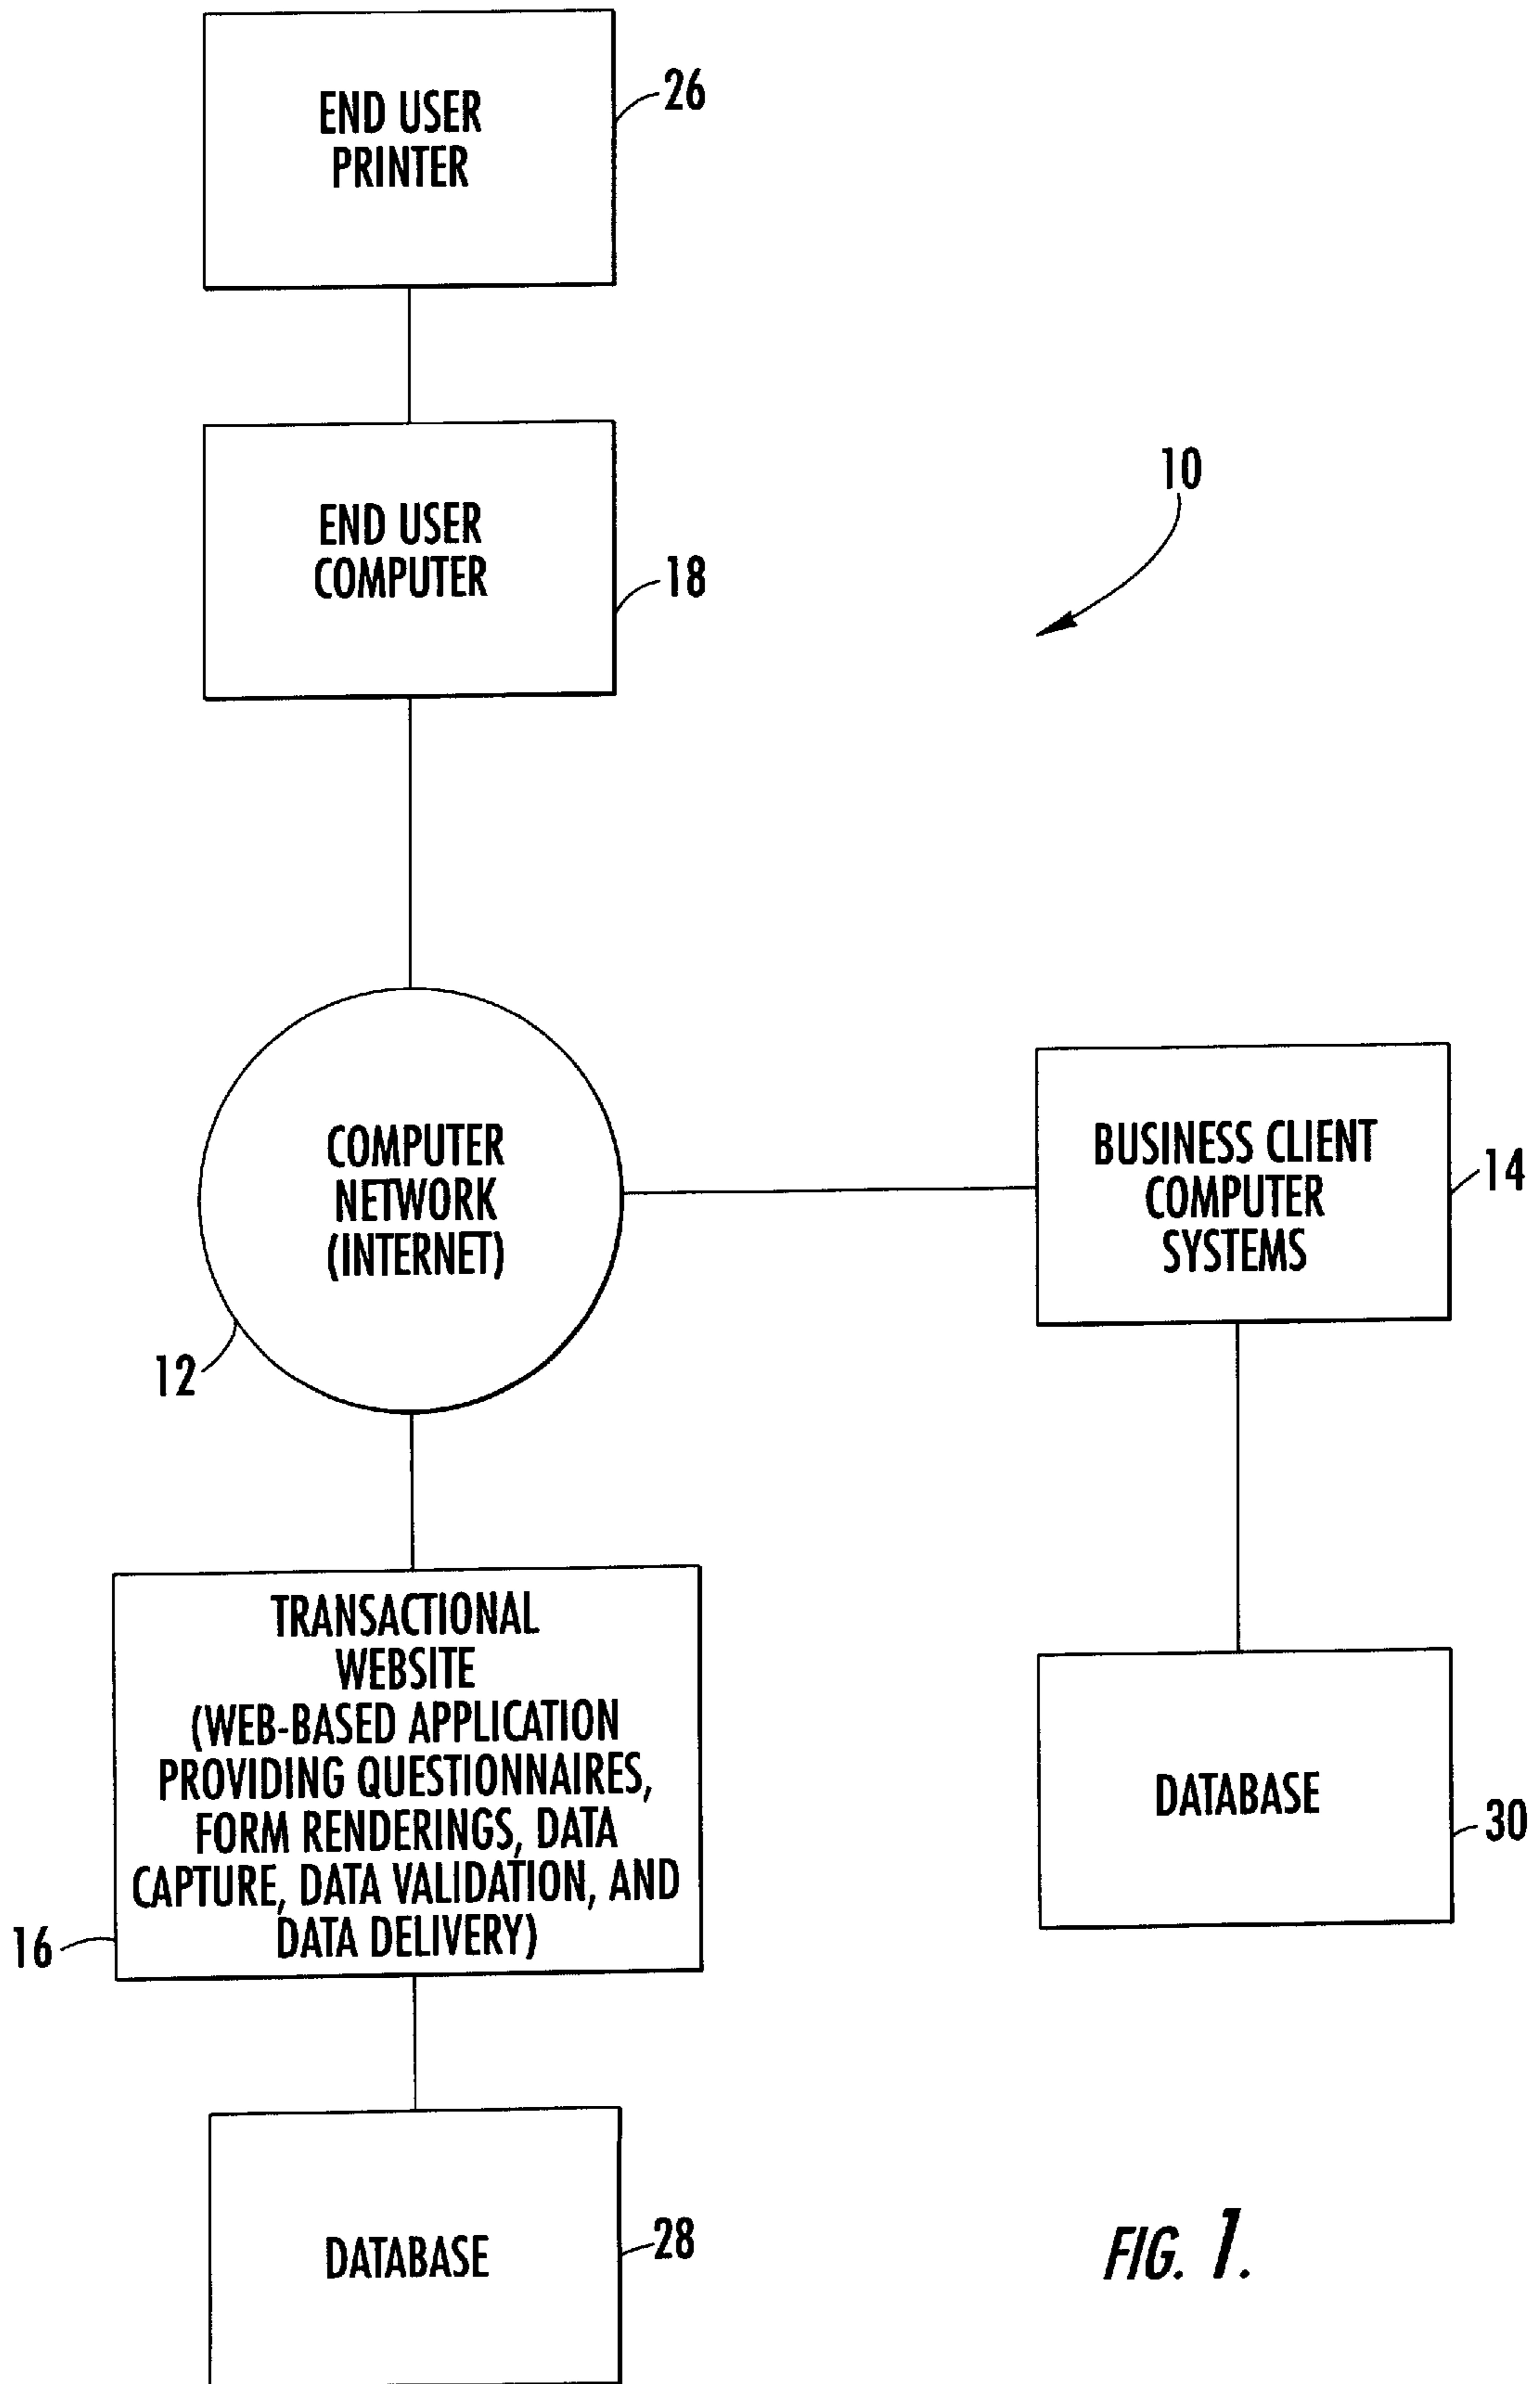 END USER
PRINTER
26
END USER
COMPUTER
18
10
COMPUTER
NETWORK
(INTERNET)
12
BUSINESS CLIENT
COMPUTER
SYSTEMS
14
TRANSACTIONAL
WEBSITE
(WEB-BASED APPLICATION
PROVIDING QUESTIONNAIRES,
FORM RENDERINGS, DATA
CAPTURE, DATA VALIDATION, AND
DATA DELIVERY)
16
DATABASE
30
DATABASE
28
FIG. 1.